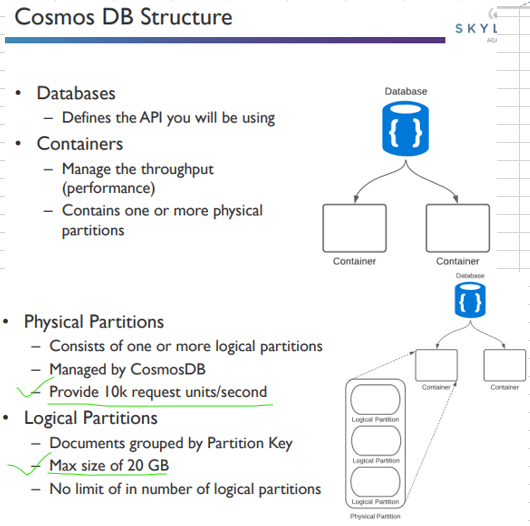 Cosmos DB Structure
SKYL
• Databases
– Defines the API you will be using
• Containers
– Manage the throughput
(performance)
– Contains one or more physical
partitions
Database
Container Container
• Physical Partitions
– Consists of one or more logical partitions
– Managed by CosmosDB
– Provide 10k request units/second
• Logical Partitions
– Documents grouped by Partition Key
– Max size of 20 GB
– No limit of in number of logical partitions
Database
Container Container
Logical Partition
Logical Partition
Logical Partition
Physical Partition